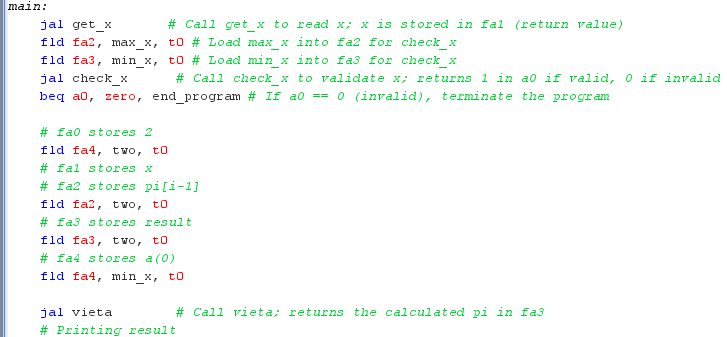 main:
jal get_x # Call get_x to read x; x is stored in fa1 (return value)
fld fa2, max_x, t0 # Load max_x into fa2 for check_x
fld fa3, min_x, t0 # Load min_x into fa3 for check_x
jal check_x # Call check_x to validate x; returns 1 in a0 if valid, 0 if invalid
beq a0, zero, end_program # If a0 == 0 (invalid), terminate the program
# fa0 stores 2
fld fa4, two, t0
# fa1 stores x
# fa2 stores pi[i-1]
fld fa2, two, t0
# fa3 stores result
fld fa3, two, t0
# fa4 stores a(0)
fld fa4, min_x, t0
jal vieta # Call vieta; returns the calculated pi in fa3
# Printing result